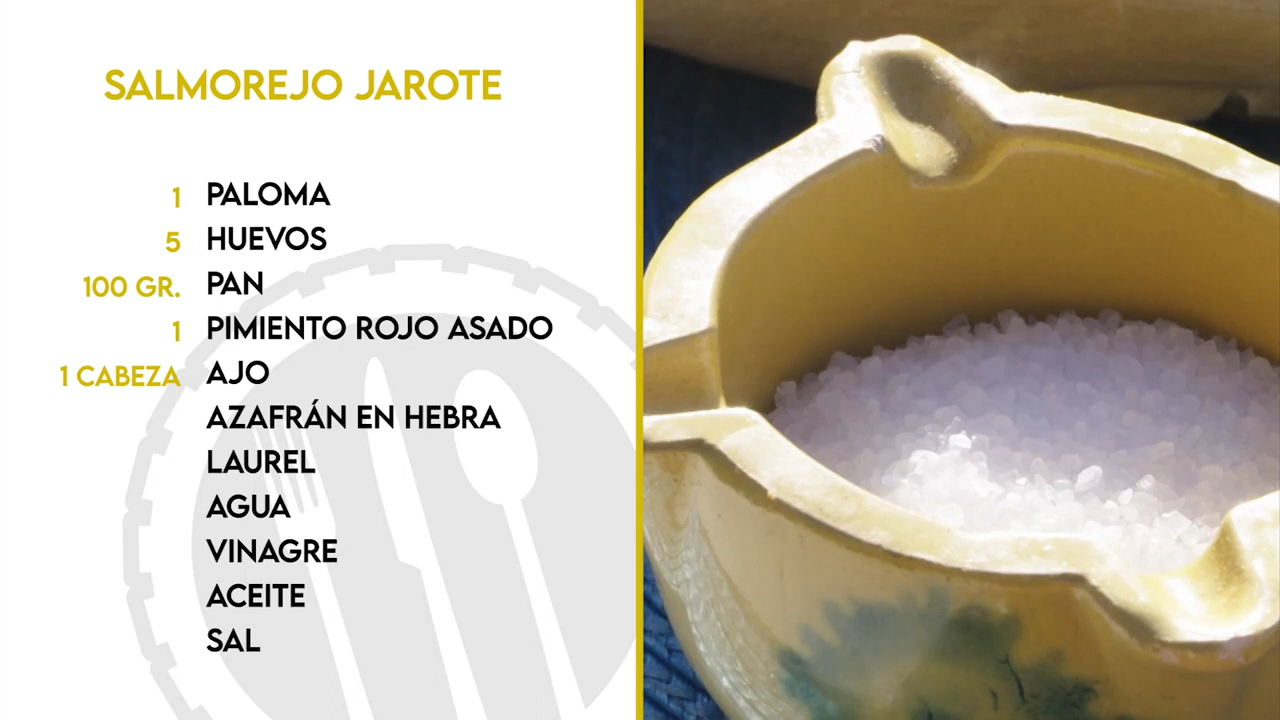 SALMOREJO JAROTE
1 PALOMA
5 HUEVOS
100 GR. PAN
1 PIMIENTO ROJO ASADO
1 CABEZA AJO
AZAFRÁN EN HEBRA
LAUREL
AGUA
VINAGRE
ACEITE
SAL